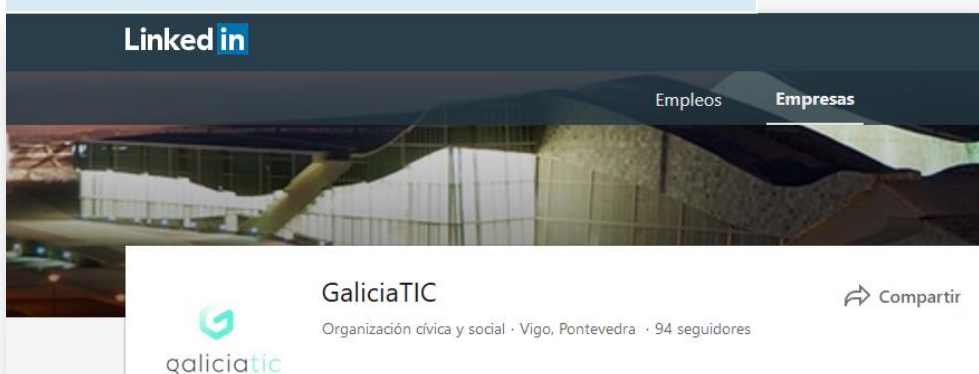 Linked in
Empleos Empresas
GaliciaTIC
Compartir
Organización cívica y social · Vigo, Pontevedra · 94 seguidores
galiciatic